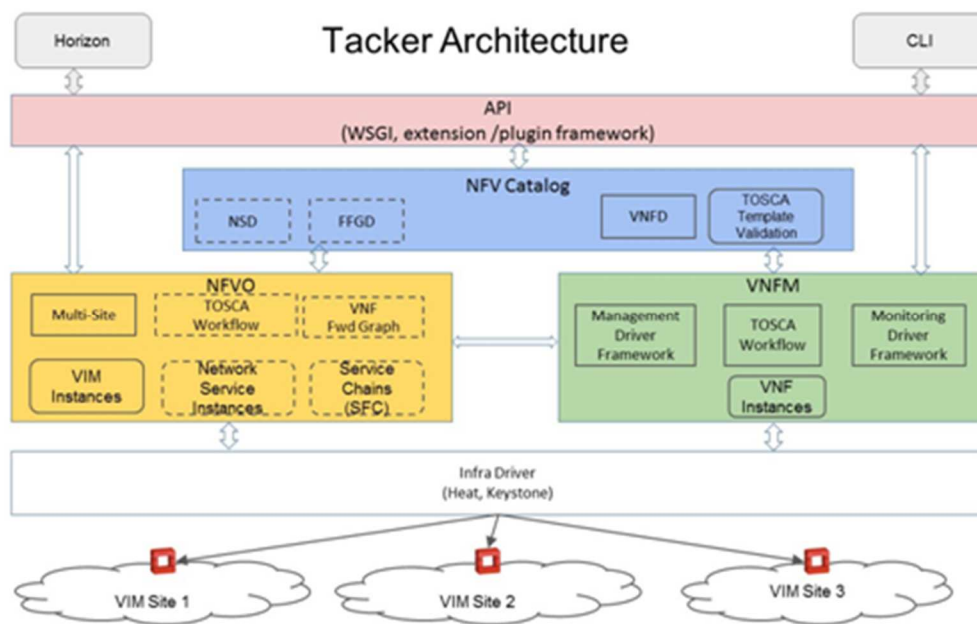 Horizon
Tacker Architecture
CLI
API
(WSGI, extension /plugin framework)
NFV Catalog
NSD
FFGD
VNFD
TOSCA
Template
Validation
NFVO
Multi-Site
TOSCA
Workflow
VNF
Fwd Graph
VIM
Instances
Network
Service
Instances
Service
Chains
(SFC)
VNFM
Management
Driver
Framework
TOSCA
Workflow
Monitoring
Driver
Framework
VNF
Instances
Infra Driver
(Heat, Keystone)
VIM Site 1
VIM Site 2
VIM Site 3